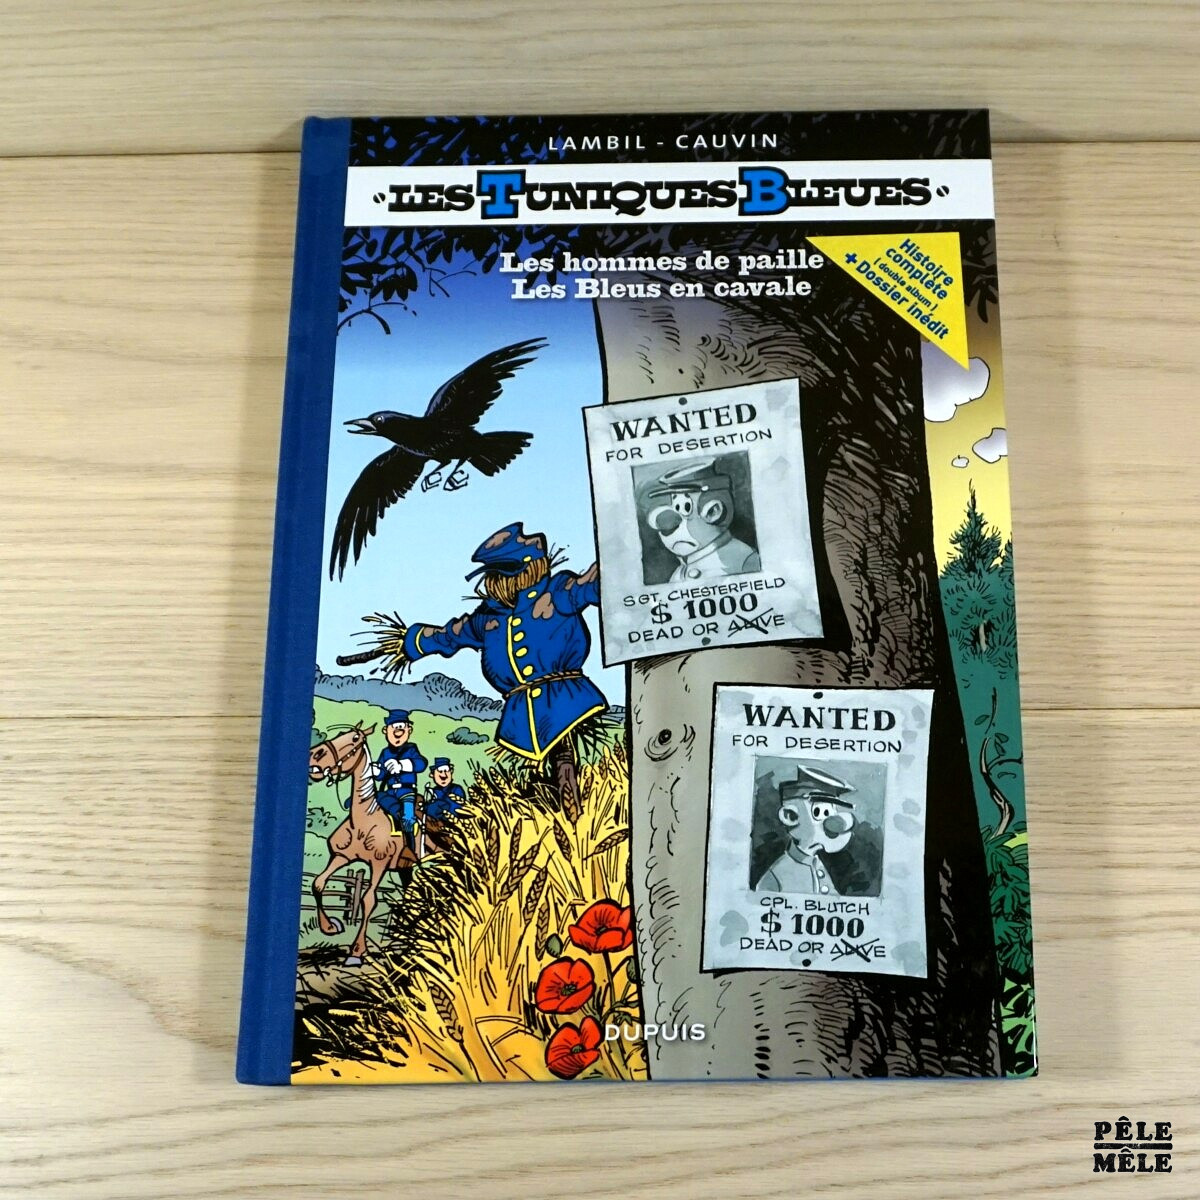 LAMBIL - CAUVIN
LES TUNIQUES BLEUES
Les hommes de paille
Les Bleus en cavale
Histoire
complète
(double album)
+ Dossier inédit
WANTED
FOR DESERTION
SGT. CHESTERFIELD
$ 1000
DEAD OR ALIVE
WANTED
FOR DESERTION
CPL. BLUTCH
$ 1000
DEAD OR ALIVE
DUPUIS
PÊLE
MÊLE